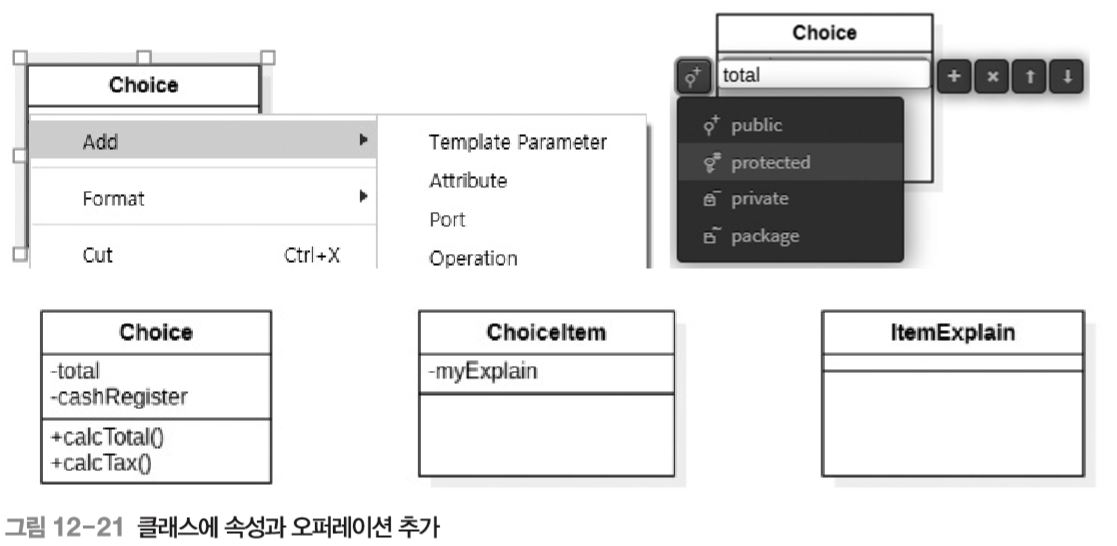 Choice
Add
Format
Cut Ctrl+X
Template Parameter
Attribute
Port
Operation
Choice
total
public
protected
private
package
Choice
-total
-cashRegister
+calcTotal()
+calcTax()
ChoiceItem
-myExplain
ItemExplain
그림 12-21 클래스에 속성과 오퍼레이션 추가